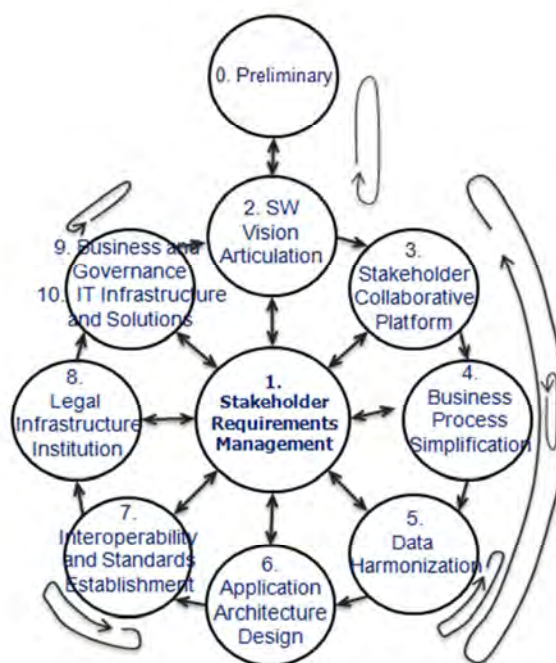 0. Preliminary
2. SW
Vision
Articulation
3.
Stakeholder
Collaborative
Platform
4.
Business
Process
Simplification
5.
Data
Harmonization
6.
Application
Architecture
Design
7.
Interoperability
and Standards
Establishment
8.
Legal
Infrastructure
Institution
9. Business and
Governance
10. IT Infrastructure
and Solutions
1.
Stakeholder
Requirements
Management